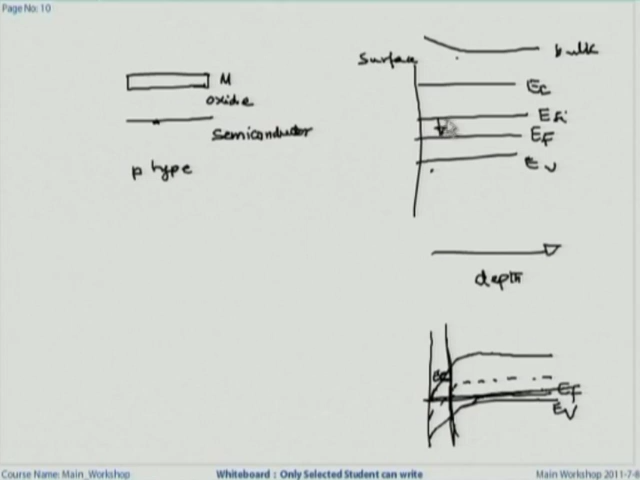 Page No: 10
Surface
bulk
M
oxide
Semiconductor
p type
EC
EFi
EF
EV
depth
EF
EV
Course Name: Main_Workshop
Whiteboard : Only Selected Student can write
Main Workshop 2011-7-8